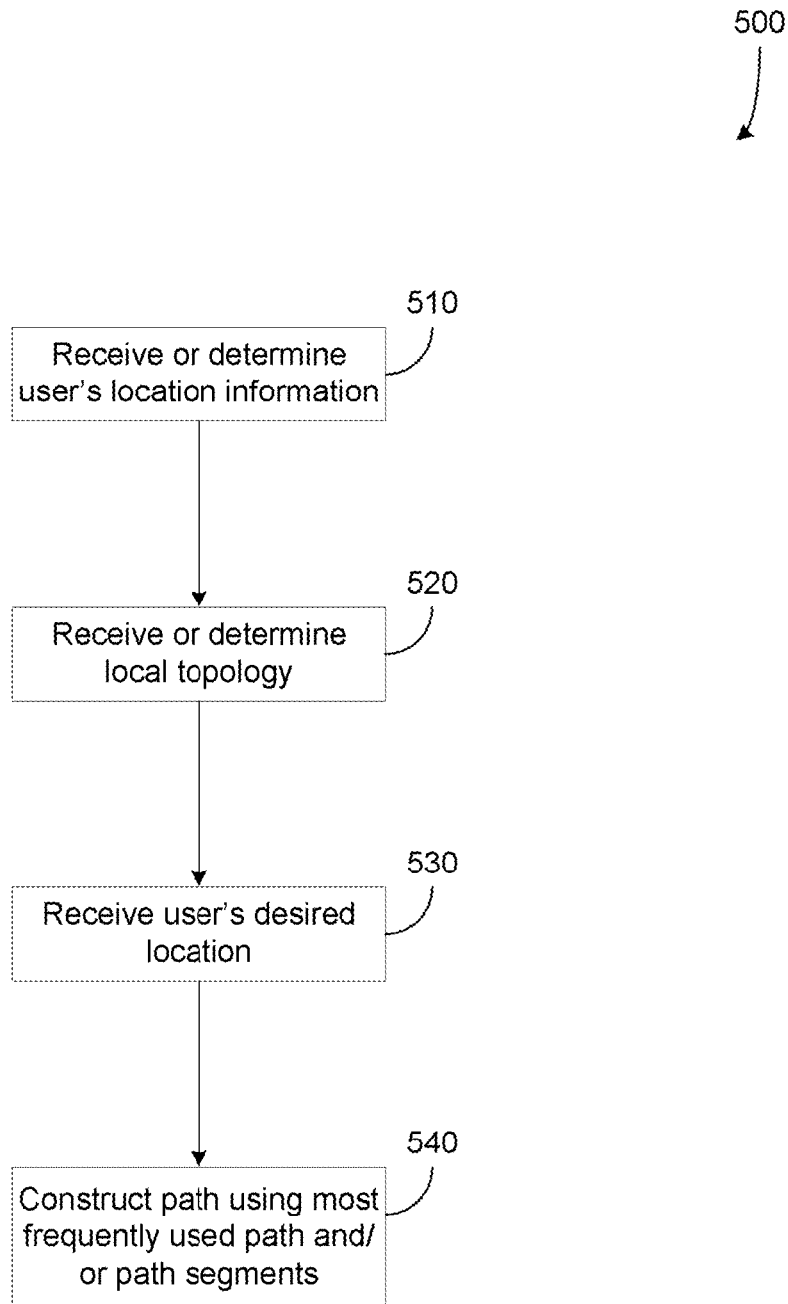 500
510
Receive or determine
user's location information
520
Receive or determine
local topology
530
Receive user's desired
location
540
Construct path using most
frequently used path and/
or path segments